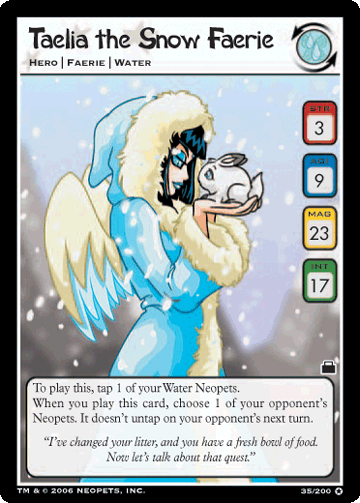 Taelia the Snow Faerie
Hero | Faerie | Water
STR
3
AGI
9
MAG
23
INT
17
To play this, tap 1 of your Water Neopets.
When you play this card, choose 1 of your opponent's
Neopets. It doesn't untap on your opponent's next turn.
"I've changed your litter, and you have a fresh bowl of food.
Now let's talk about that quest."
TM & © 2006 NEOPETS, INC.
35/200